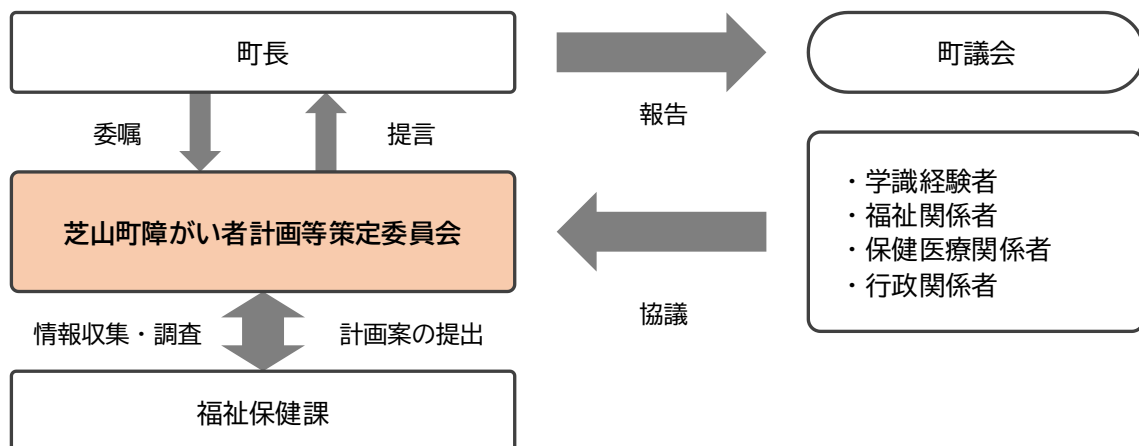 町長
町議会
報告
委嘱
提言
芝山町障がい者計画等策定委員会
・学識経験者
・福祉関係者
・保健医療関係者
・行政関係者
協議
情報収集・調査
計画案の提出
福祉保健課